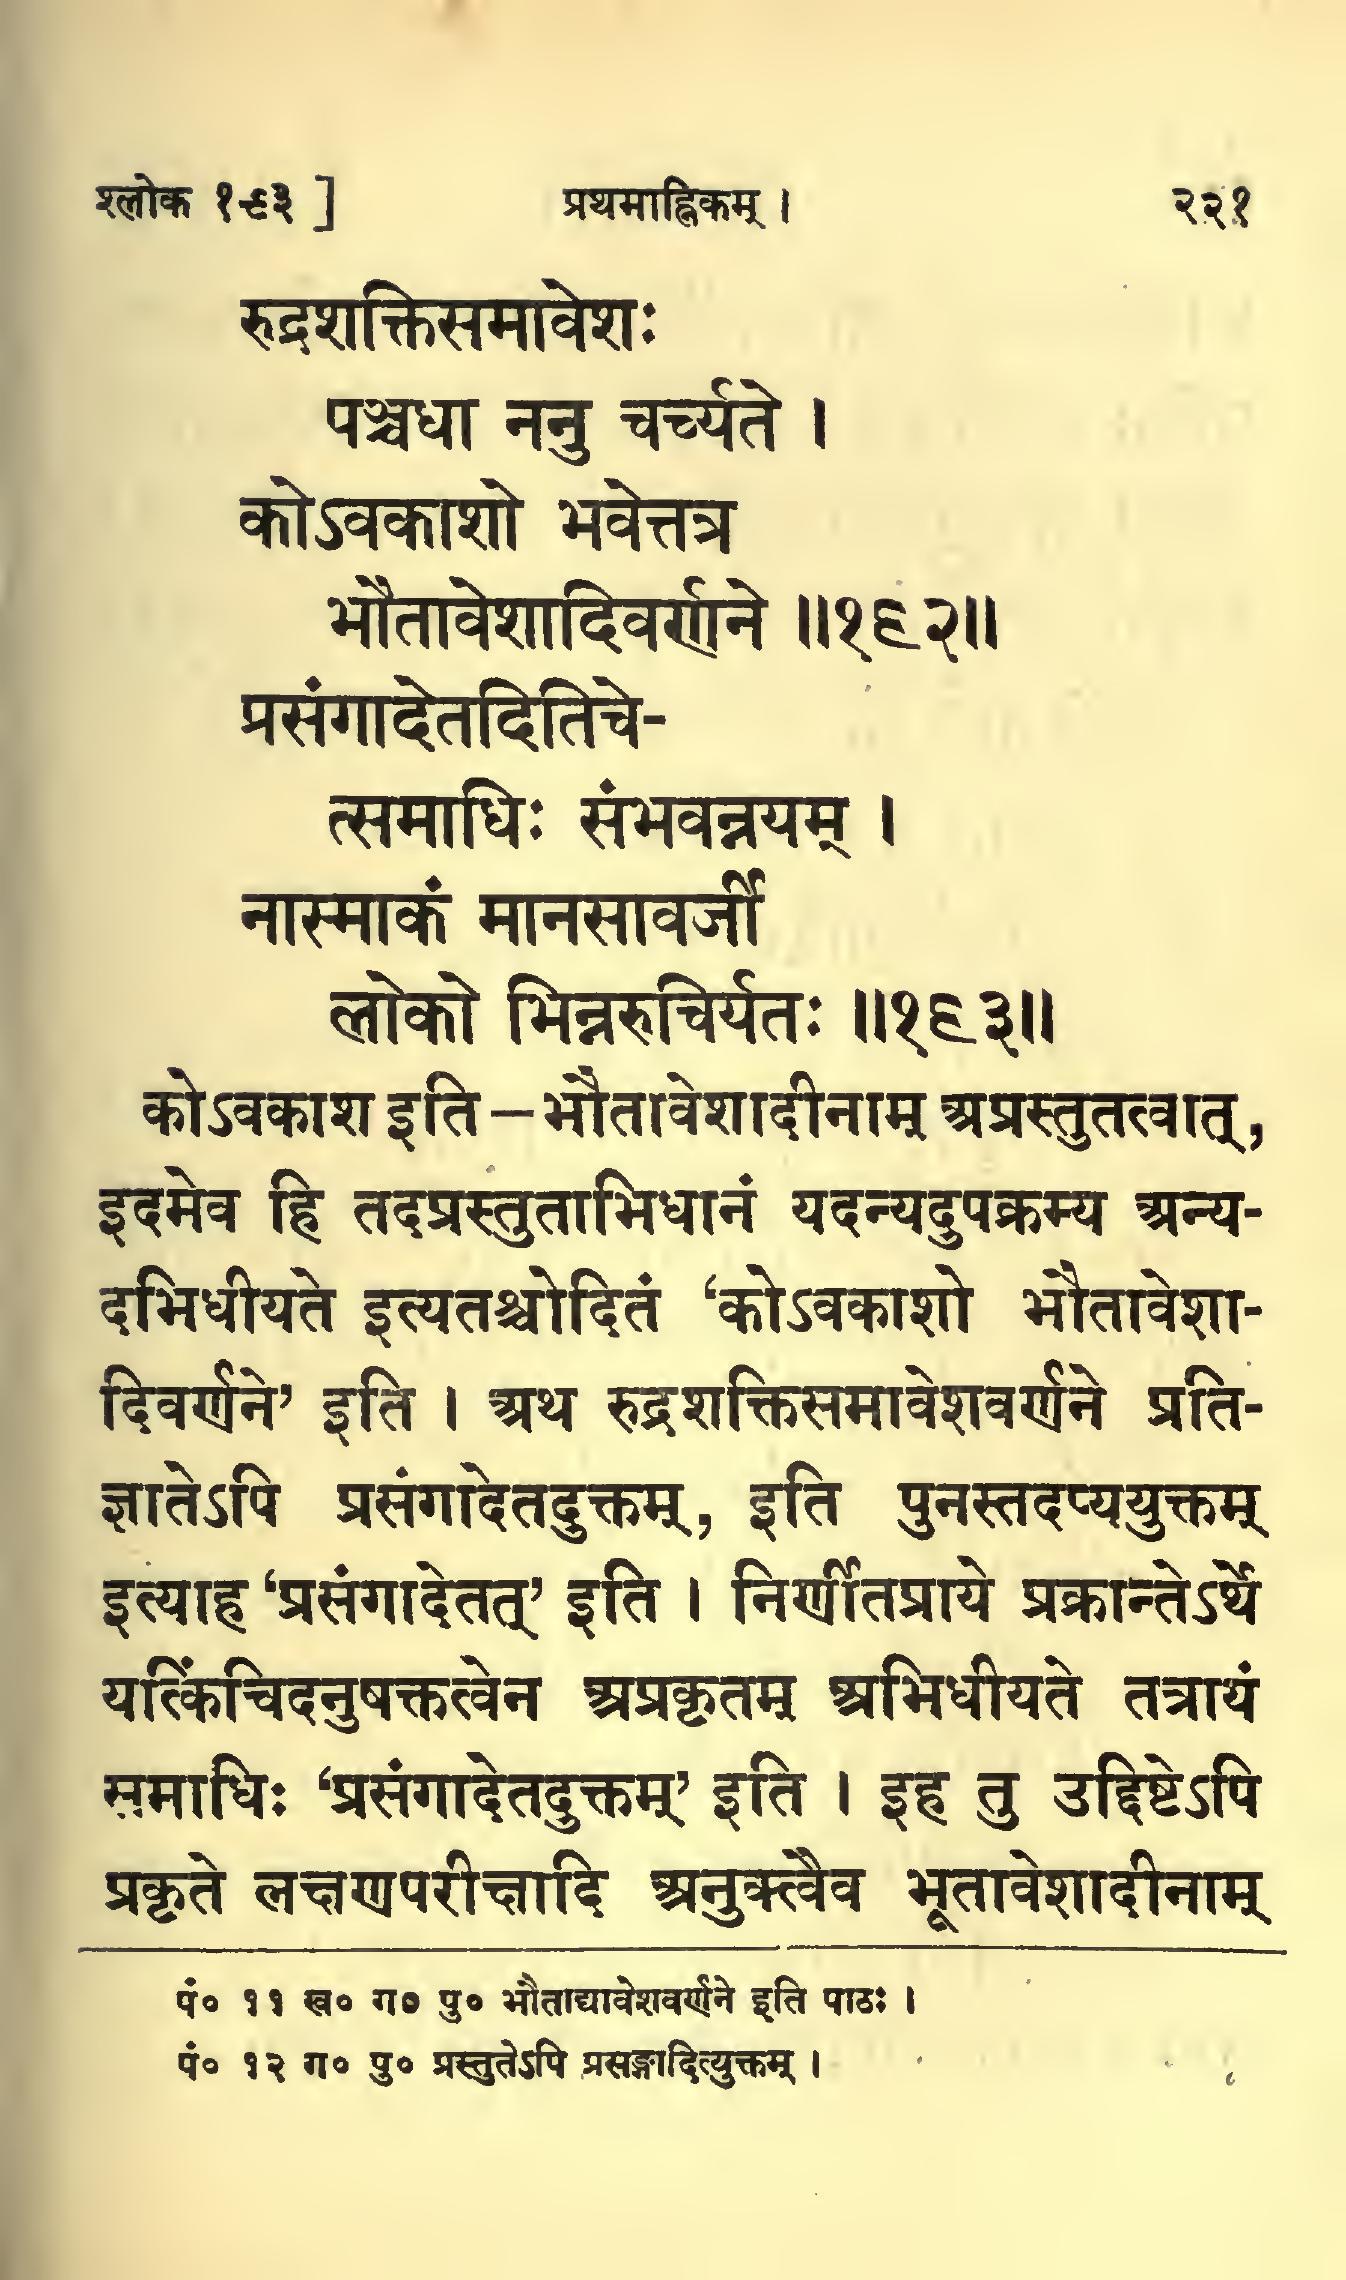 श्लोक १९३ ] प्रथमाह्निकम् । २२१
रुद्रशक्तिसमावेशः
पञ्चधा ननु चर्च्यते ।
कोऽवकाशो भवेत्तत्र
भौतावेशादिवर्णने ॥१९२॥
प्रसंगादेतदितिचे-
त्समाधिः संभवन्नयम् ।
नास्माकं मानसावर्जी
लोको भिन्नरुचिर्यतः ॥१९३॥
कोऽवकाश इति – भौतावेशादीनाम् अप्रस्तुतत्वात्,
इदमेव हि तदप्रस्तुताभिधानं यदन्यदुपक्रम्य अन्य-
दभिधीयते इत्यतश्चोदितं ‘कोऽवकाशो भौतावेशा-
दिवर्णने’ इति । अथ रुद्रशक्तिसमावेशवर्णने प्रति-
ज्ञातेऽपि प्रसंगादेतदुक्तम्, इति पुनस्तदप्ययुक्तम्
इत्याह ‘प्रसंगादेतत्’ इति । निर्णीतप्राये प्रक्रान्तेऽर्थे
यत्किंचिदनुषक्तत्वेन अप्रकृतम् अभिधीयते तत्रायं
समाधिः ‘प्रसंगादेतदुक्तम्’ इति । इह तु उद्दिष्टेऽपि
प्रकृते लक्षणपरीक्षादि अनुक्त्वैव भूतावेशादीनाम्
पं० ११ ख० ग० पु० भौताद्यावेशवर्णने इति पाठः ।
पं० १२ ग० पु० प्रस्तुतेऽपि प्रसङ्गादित्युक्तम् ।